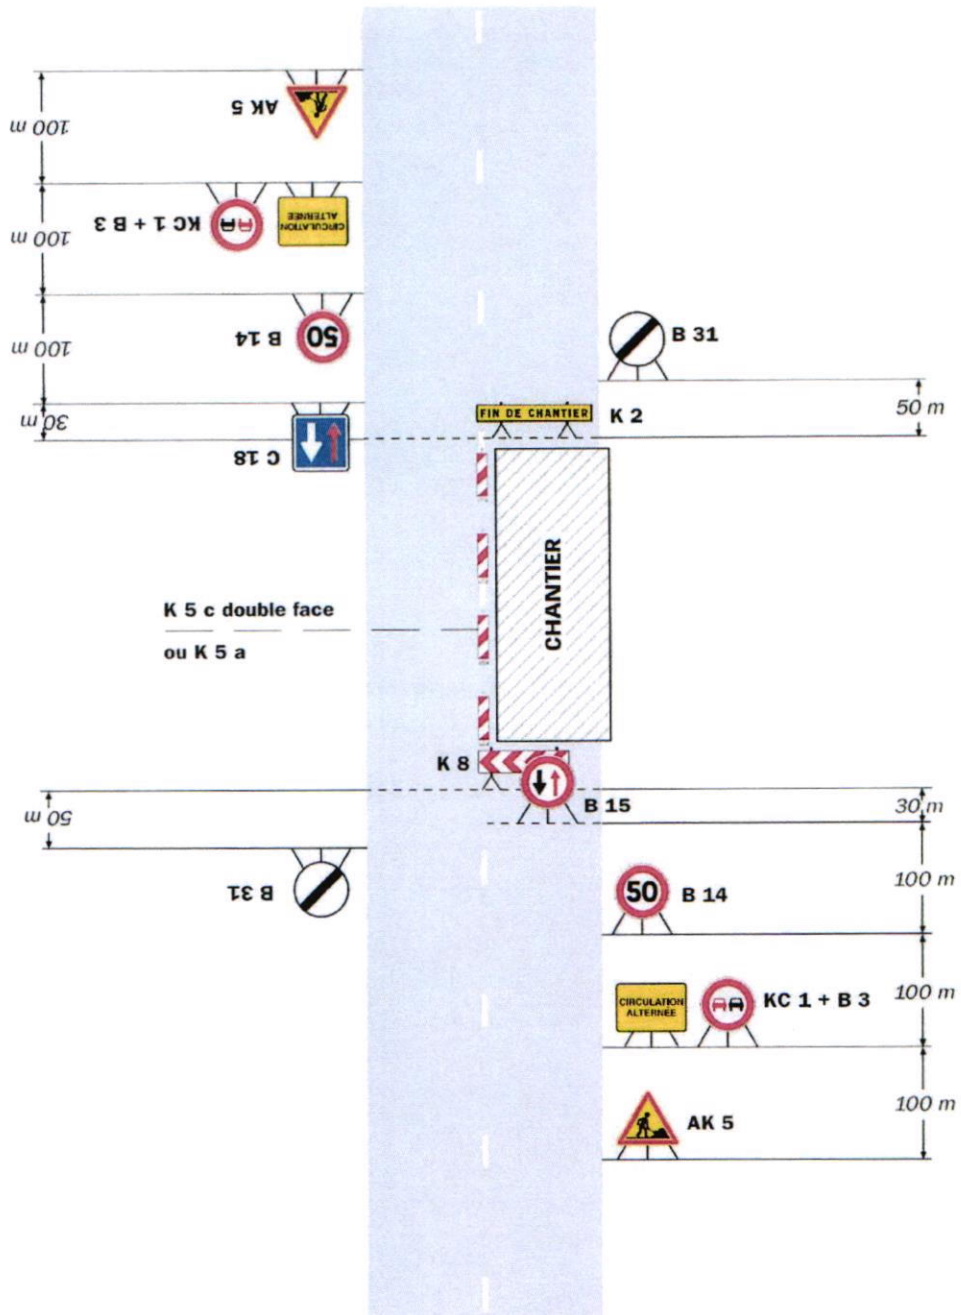 100 m
AK 5
100 m
KC 1 + B 3
CIRCULATION
ALTERNÉE
100 m
B 14
50
B 31
30 m
C 18
FIN DE CHANTIER
K 2
50 m
CHANTIER
K 5 c double face
ou K 5 a
K 8
B 15
30 m
50 m
B 31
50
B 14
100 m
CIRCULATION
ALTERNÉE
KC 1 + B 3
100 m
AK 5
100 m